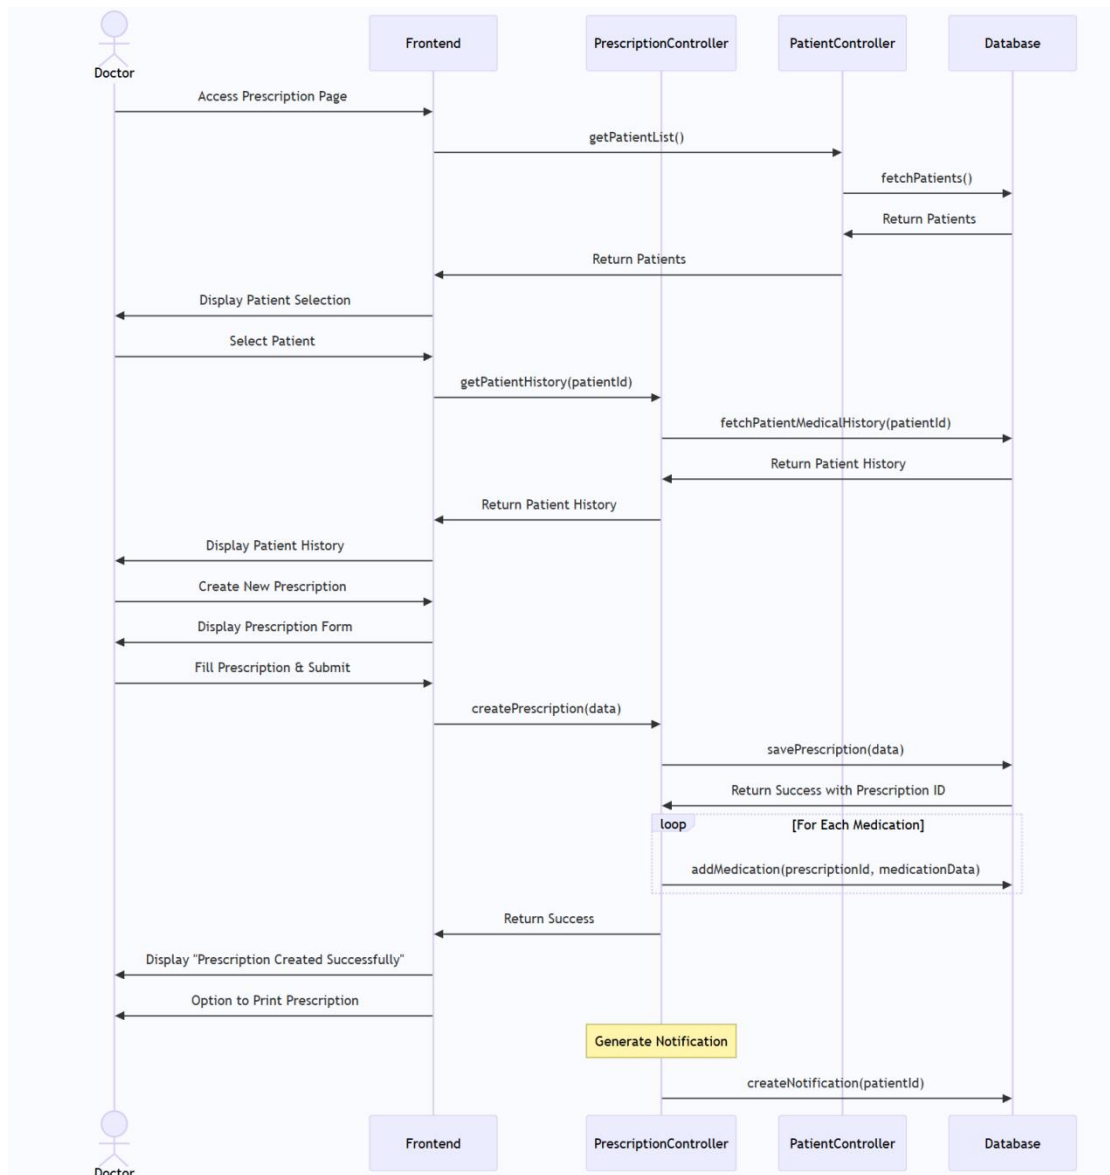 Frontend
PrescriptionController
PatientController
Database
Doctor
Access Prescription Page
getPatientList()
fetchPatients()
Return Patients
Return Patients
Display Patient Selection
Select Patient
getPatientHistory(patientId)
fetchPatientMedicalHistory(patientId)
Return Patient History
Return Patient History
Display Patient History
Create New Prescription
Display Prescription Form
Fill Prescription & Submit
createPrescription(data)
savePrescription(data)
Return Success with Prescription ID
loop
[For Each Medication]
addMedication(prescriptionId, medicationData)
Return Success
Display "Prescription Created Successfully"
Option to Print Prescription
Generate Notification
createNotification(patientId)
Frontend
PrescriptionController
PatientController
Database
Doctor